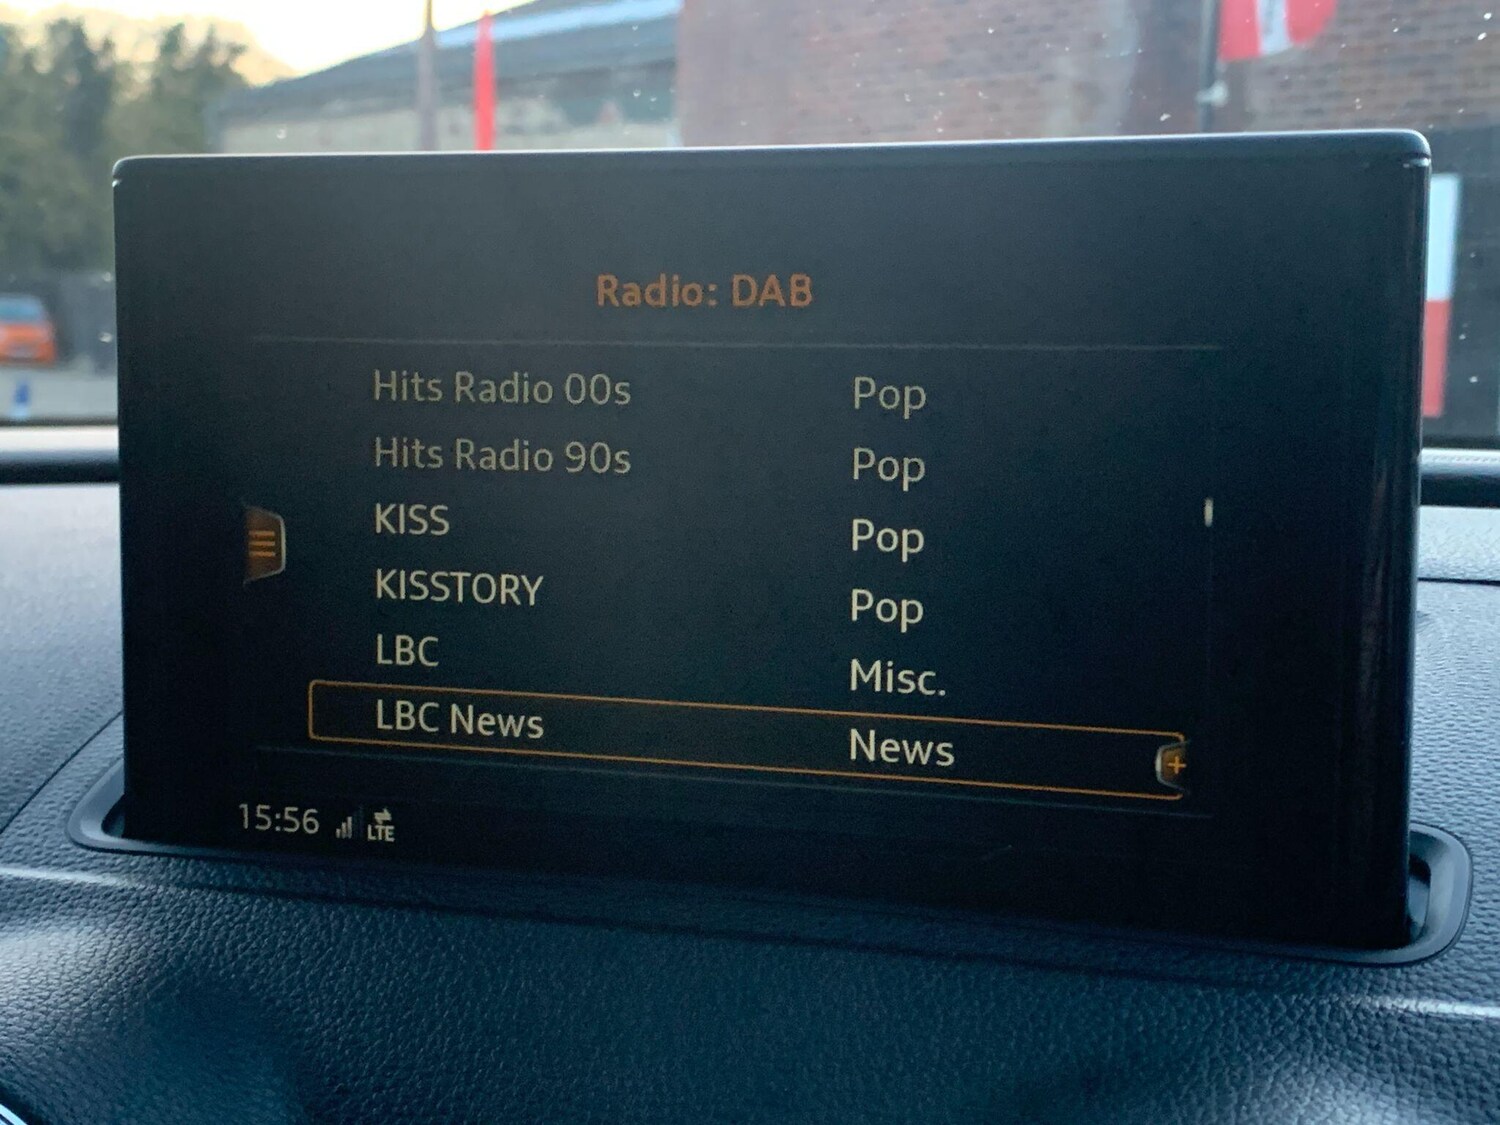 Radio: DAB
Hits Radio 00s Pop
Hits Radio 90s Pop
KISS Pop
KISSTORY Pop
LBC Misc.
LBC News News
15:56 LTE